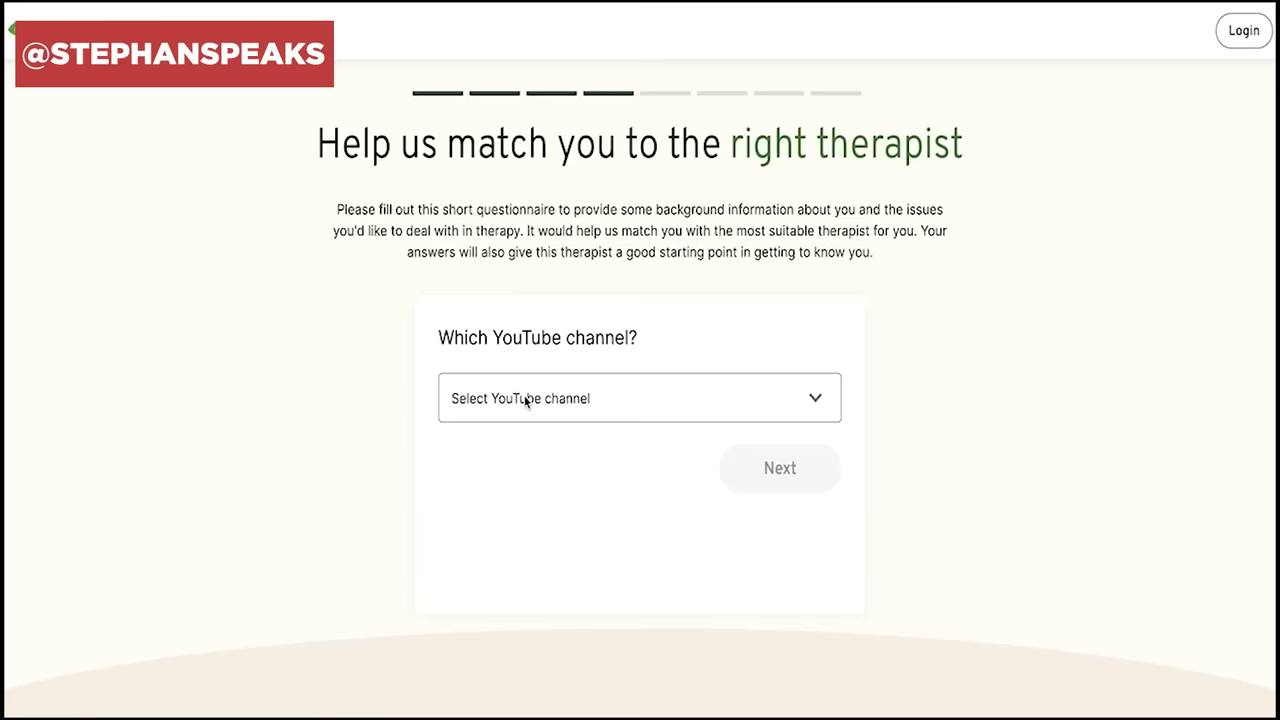 @STEPHANSPEAKS
Login
Help us match you to the right therapist
Please fill out this short questionnaire to provide some background information about you and the issues
you'd like to deal with in therapy. It would help us match you with the most suitable therapist for you. Your
answers will also give this therapist a good starting point in getting to know you.
Which YouTube channel?
Select YouTube channel
Next